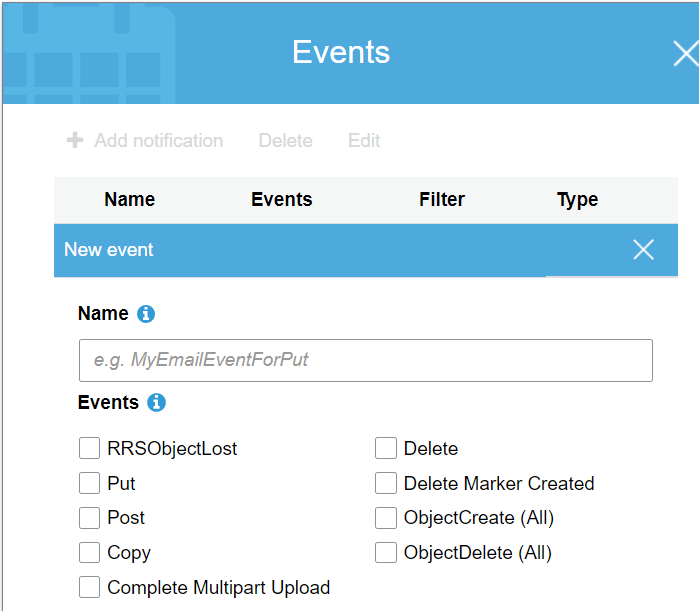 Events
Add notification Delete Edit
Name Events Filter Type
New event
Name
e.g. MyEmailEventForPut
Events
RRSObjectLost Delete
Put Delete Marker Created
Post ObjectCreate (All)
Copy ObjectDelete (All)
Complete Multipart Upload